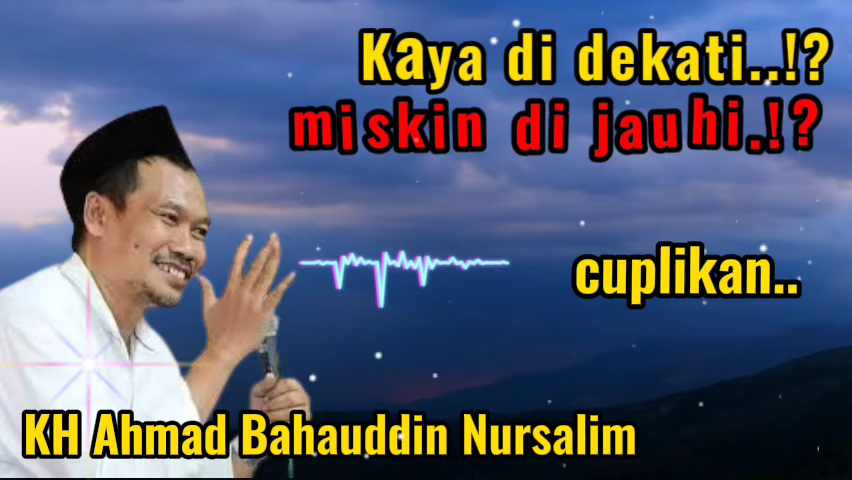 Kaya di dekati..!?
miskin di jauhi.!?
cuplikan..
KH Ahmad Bahauddin Nursalim